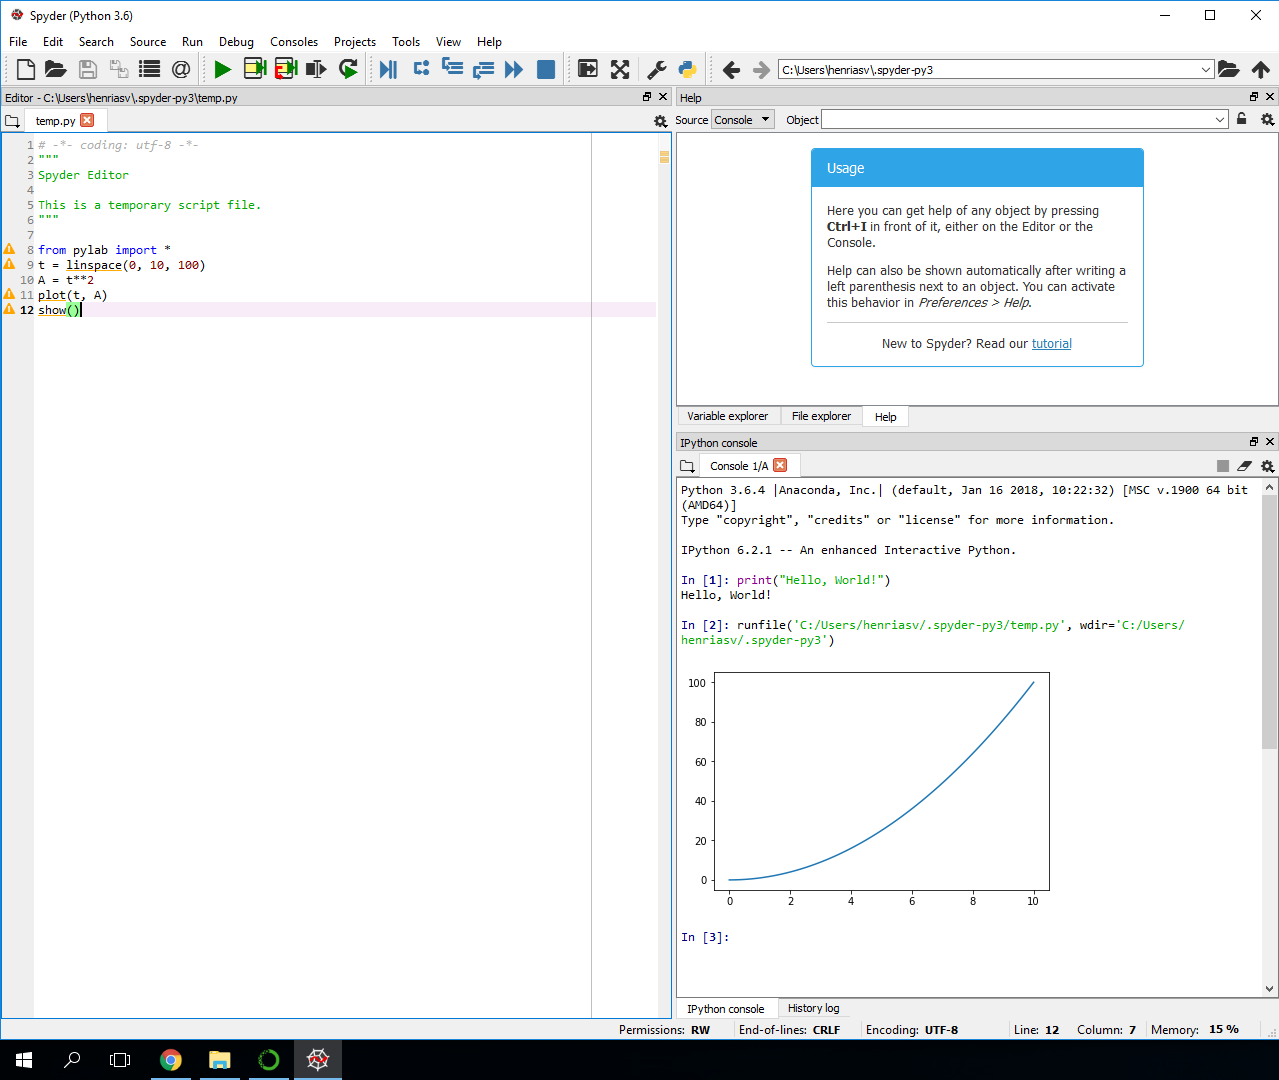 Spyder (Python 3.6)
File Edit Search Source Run Debug Consoles Projects Tools View Help
C:\Users\henriasv\.spyder-py3
Editor - C:\Users\henriasv\.spyder-py3\temp.py
temp.py
1 # -*- coding: utf-8 -*-
2 """
3 Spyder Editor
4
5 This is a temporary script file.
6 """
7
8 from pylab import *
9 t = linspace(0, 10, 100)
10 A = t**2
11 plot(t, A)
12 show()
Help
Source Console Object
Usage
Here you can get help of any object by pressing
Ctrl+I in front of it, either on the Editor or the
Console.
Help can also be shown automatically after writing a
left parenthesis next to an object. You can activate
this behavior in Preferences > Help.
New to Spyder? Read our tutorial
Variable explorer File explorer Help
IPython console
Console 1/A
Python 3.6.4 |Anaconda, Inc.| (default, Jan 16 2018, 10:22:32) [MSC v.1900 64 bit
(AMD64)]
Type "copyright", "credits" or "license" for more information.
IPython 6.2.1 -- An enhanced Interactive Python.
In [1]: print("Hello, World!")
Hello, World!
In [2]: runfile('C:/Users/henriasv/.spyder-py3/temp.py', wdir='C:/Users/
henriasv/.spyder-py3')
100
80
60
40
20
0
0 2 4 6 8 10
In [3]:
IPython console History log
Permissions: RW End-of-lines: CRLF Encoding: UTF-8 Line: 12 Column: 7 Memory: 15 %